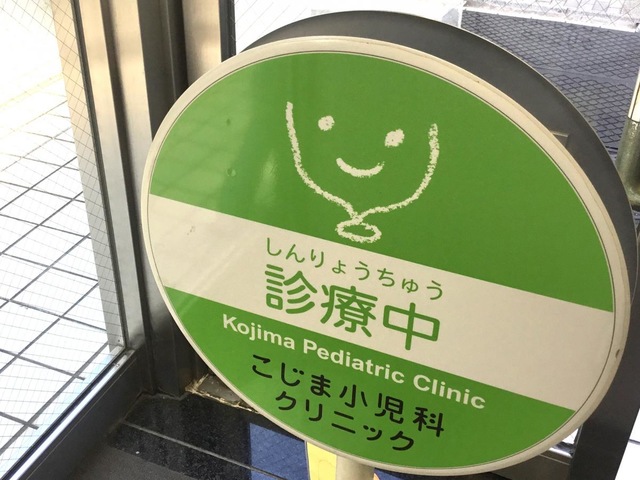 しんりょうちゅう
診療中
Kojima Pediatric Clinic
こじま小児科
クリニック